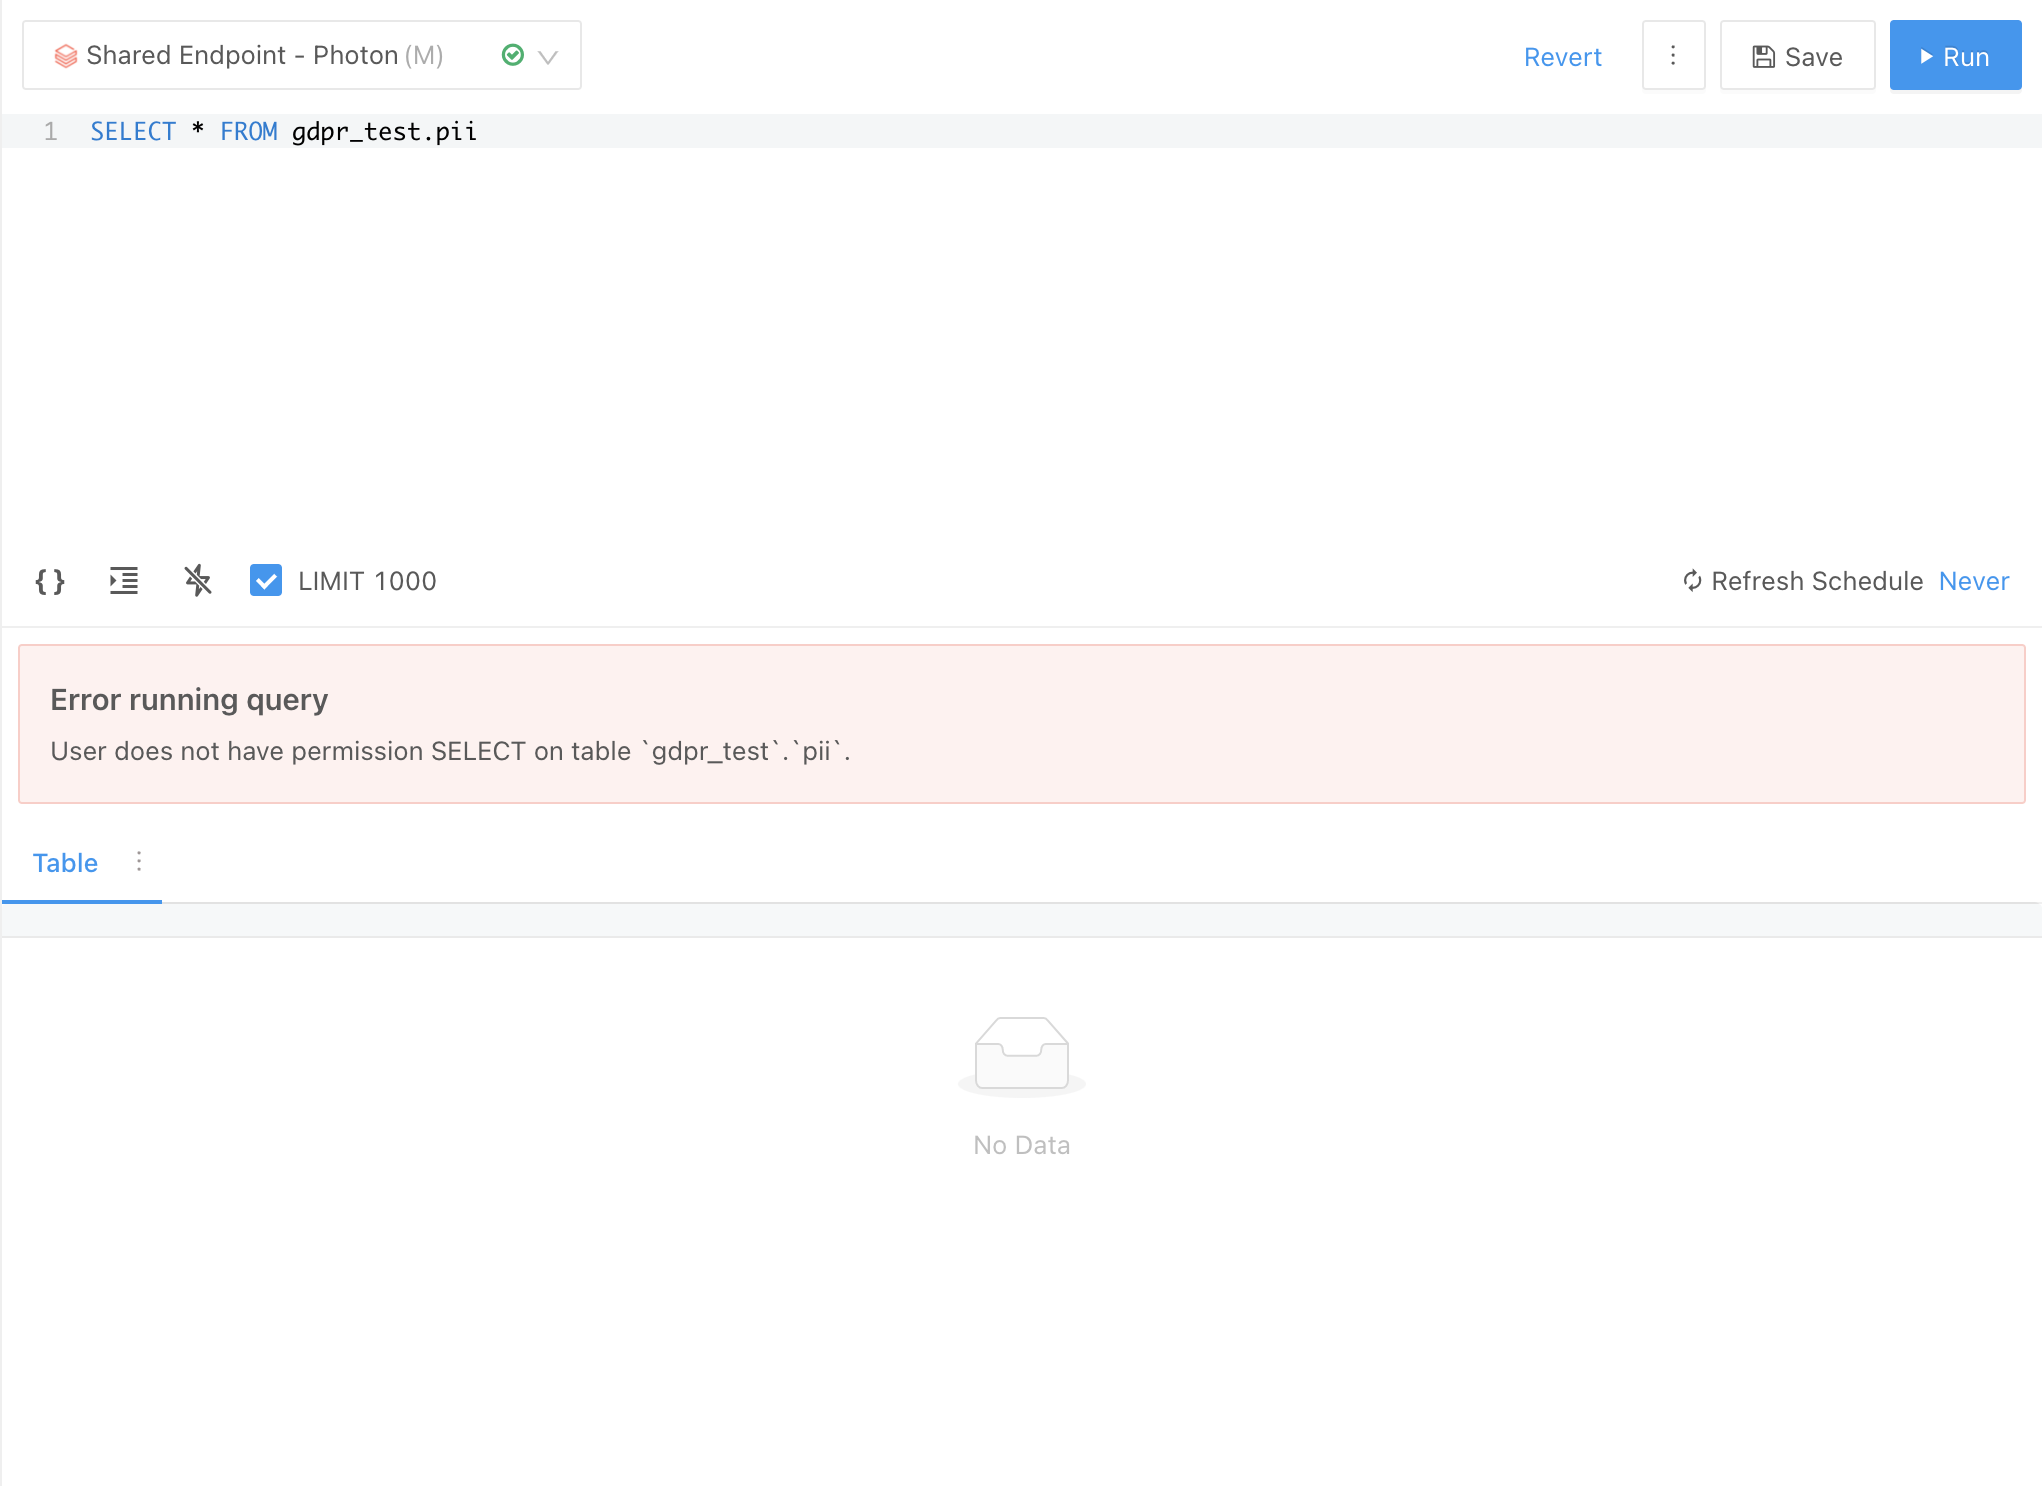 Shared Endpoint - Photon (M)
Revert
Save
Run
1 SELECT * FROM gdpr_test.pii
{ }
LIMIT 1000
Refresh Schedule Never
Error running query
User does not have permission SELECT on table `gdpr_test`.`pii`.
Table
No Data